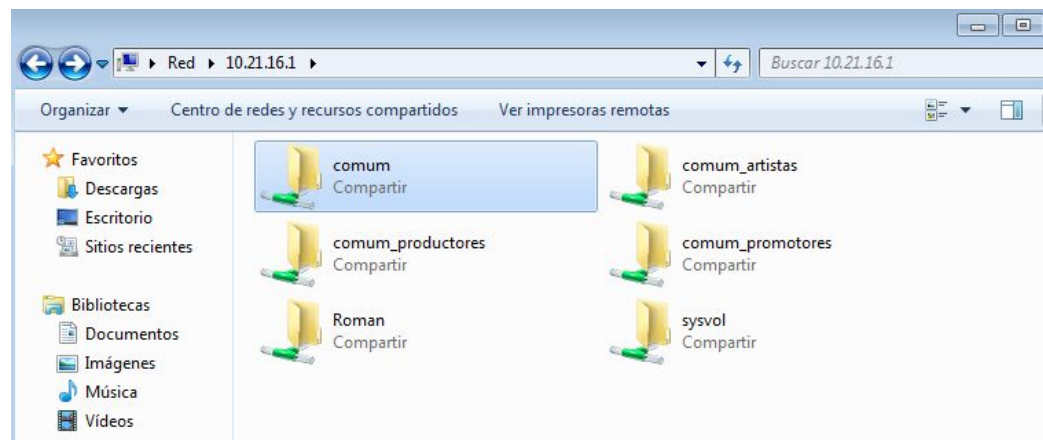 Red ▸ 10.21.16.1 ▸
Buscar 10.21.16.1
Organizar
Centro de redes y recursos compartidos
Ver impresoras remotas
Favoritos
Descargas
Escritorio
Sitios recientes
Bibliotecas
Documentos
Imágenes
Música
Vídeos
comum
Compartir
comum_artistas
Compartir
comum_productores
Compartir
comum_promotores
Compartir
Roman
Compartir
sysvol
Compartir